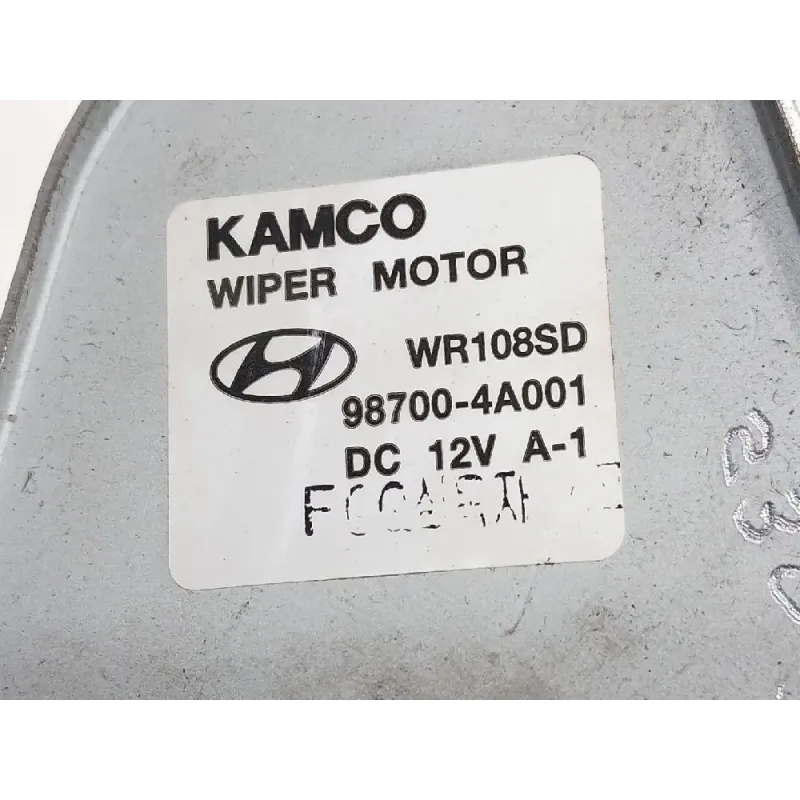 KAMCO
WIPER MOTOR
WR108SD
98700-4A001
DC 12V A-1